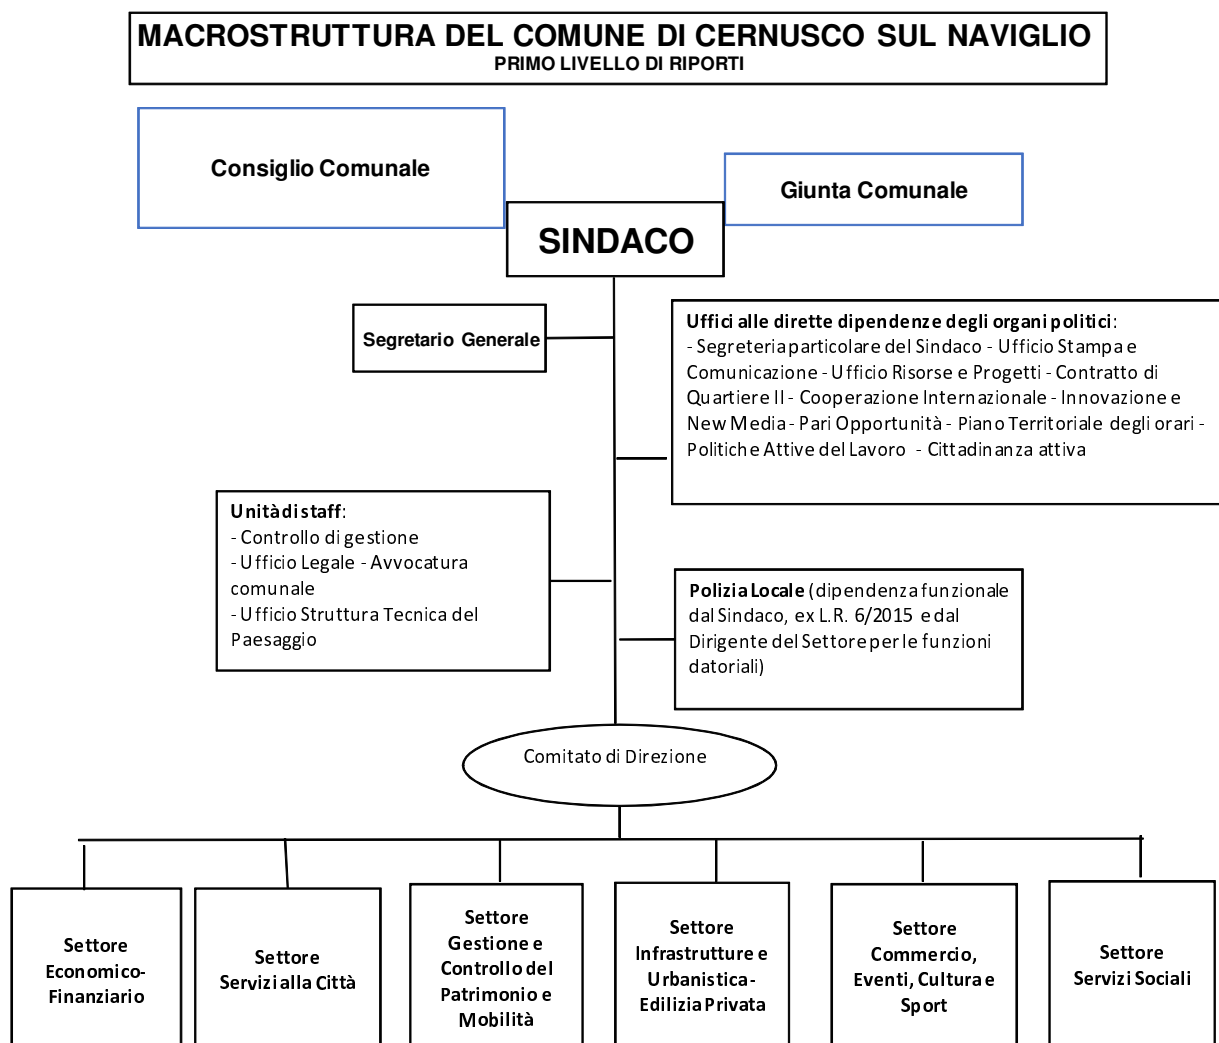 MACROSTRUTTURA DEL COMUNE DI CERNUSCO SUL NAVIGLIO
PRIMO LIVELLO DI RIPORTI
Consiglio Comunale
Giunta Comunale
SINDACO
Segretario Generale
Uffici alle dirette dipendenze degli organi politici:
- Segreteria particolare del Sindaco - Ufficio Stampa e
Comunicazione - Ufficio Risorse e Progetti - Contratto di
Quartiere II - Cooperazione Internazionale - Innovazione e
New Media - Pari Opportunità - Piano Territoriale degli orari -
Politiche Attive del Lavoro - Cittadinanza attiva
Unità di staff:
- Controllo di gestione
- Ufficio Legale - Avvocatura
comunale
- Ufficio Struttura Tecnica del
Paesaggio
Polizia Locale (dipendenza funzionale
dal Sindaco, ex L.R. 6/2015 e dal
Dirigente del Settore per le funzioni
datoriali)
Comitato di Direzione
Settore
Economico-
Finanziario
Settore
Servizi alla Città
Settore
Gestione e
Controllo del
Patrimonio e
Mobilità
Settore
Infrastrutture e
Urbanistica-
Edilizia Privata
Settore
Commercio,
Eventi, Cultura e
Sport
Settore
Servizi Sociali